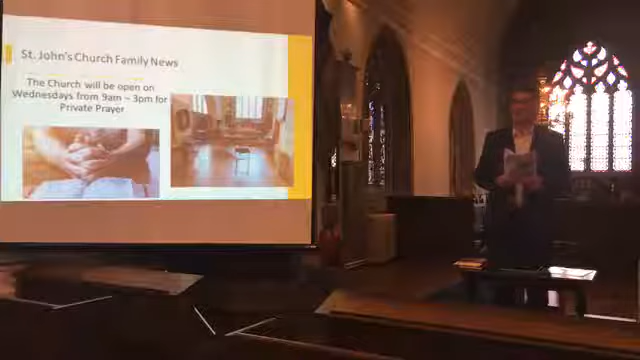 St. John's Church Family News
The Church will be open on
Wednesdays from 9am – 3pm for
Private Prayer